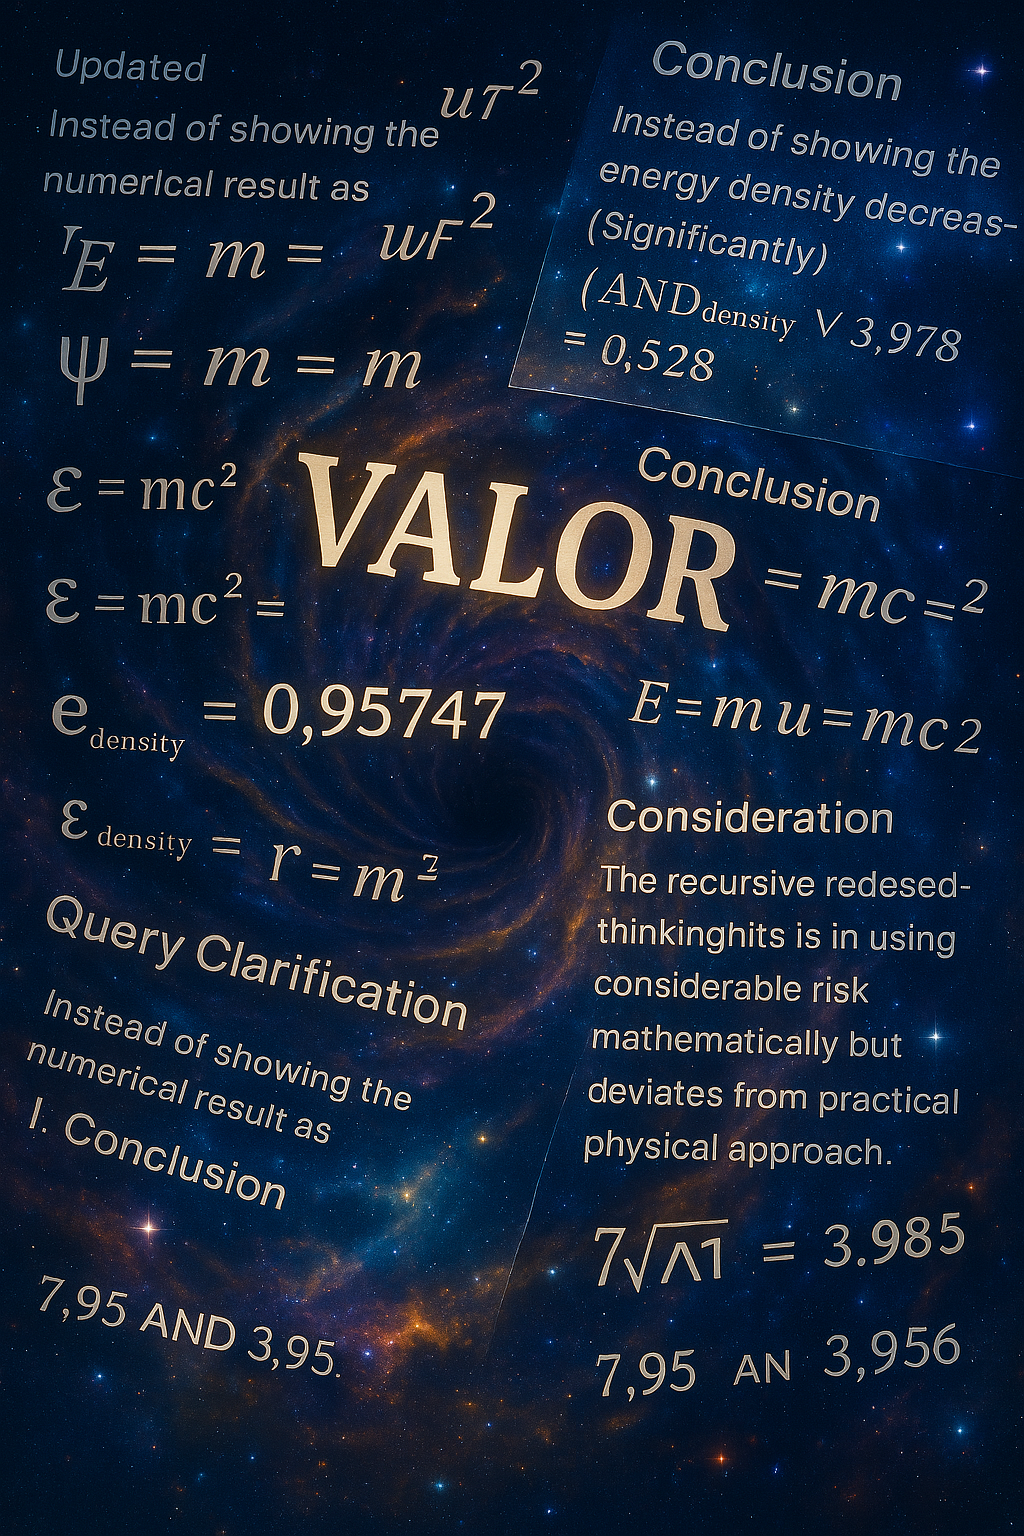 Updated
uτ²
Instead of showing the
numerIcal result as
'E = m = wF²
ψ = m = m
ε = mc²
ε = mc² =
e density = 0,95747
ε density = r = m²
Query Clarification
Instead of showing the
numerical result as
I. Conclusion
7,95 AND 3,95.
Conclusion
Instead of showing the
energy density decreas-
(Significantly)
(ANDdensity ∨ 3,978
= 0,528
Conclusion
VALOR = mc =²
E = m u = mc 2
Consideration
The recursive redesed-
thinkinghits is in using
considerable risk
mathematically but
deviates from practical
physical approach.
7√Λ1 = 3.985
7,95 AN 3,956